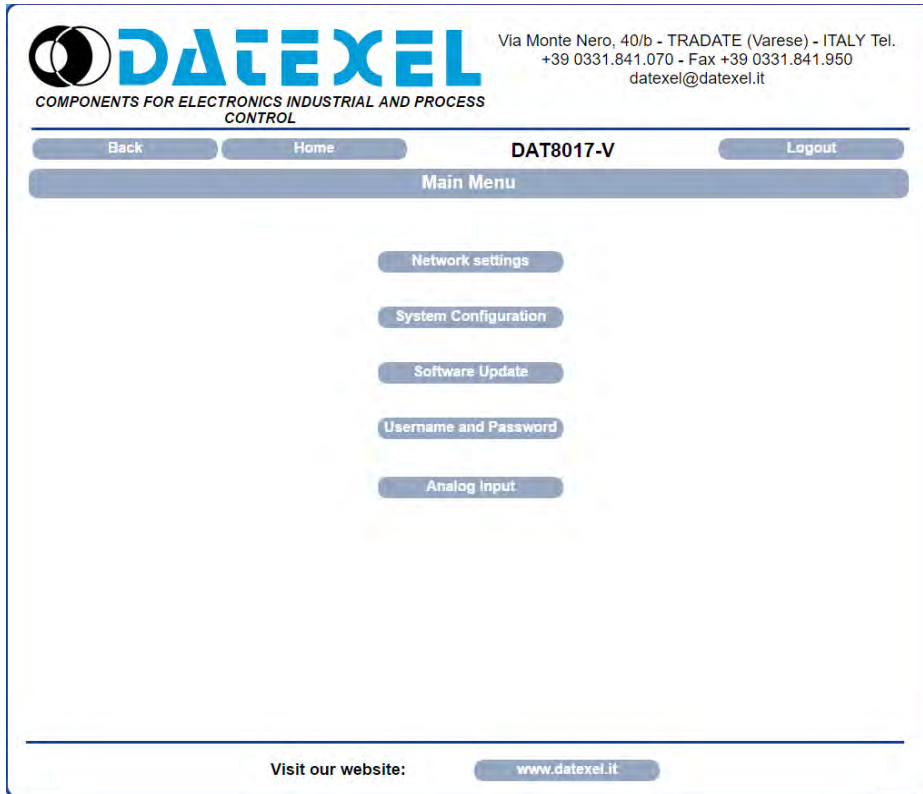 DATEXEL
COMPONENTS FOR ELECTRONICS INDUSTRIAL AND PROCESS
CONTROL
Via Monte Nero, 40/b - TRADATE (Varese) - ITALY Tel.
+39 0331.841.070 - Fax +39 0331.841.950
datexel@datexel.it
Back Home DAT8017-V Logout
Main Menu
Network settings
System Configuration
Software Update
Username and Password
Analog Input
Visit our website: www.datexel.it